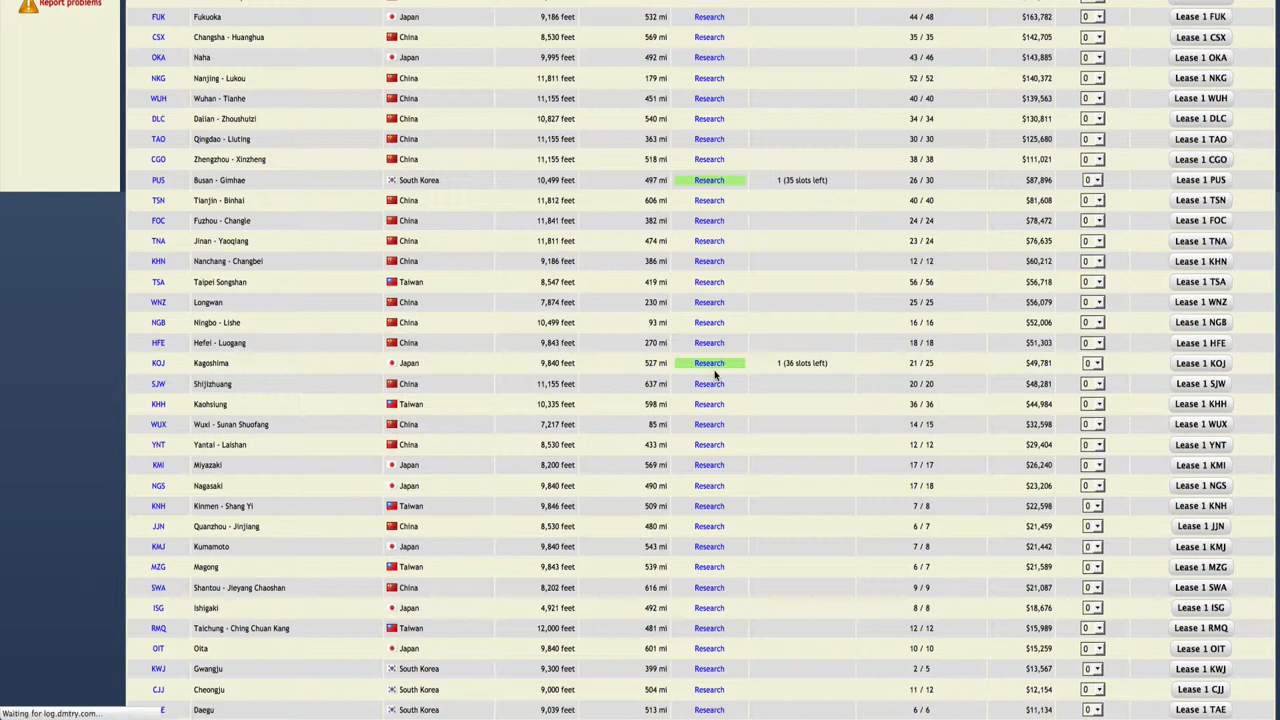 Report problems
FUK Fukuoka Japan 9,186 feet 532 mi Research 44 / 48 $163,782 0 Lease 1 FUK
CSX Changsha - Huanghua China 8,530 feet 569 mi Research 35 / 35 $142,705 0 Lease 1 CSX
OKA Naha Japan 9,995 feet 492 mi Research 43 / 46 $143,885 0 Lease 1 OKA
NKG Nanjing - Lukou China 11,811 feet 179 mi Research 52 / 52 $140,372 0 Lease 1 NKG
WUH Wuhan - Tianhe China 11,155 feet 451 mi Research 40 / 40 $139,563 0 Lease 1 WUH
DLC Dalian - Zhoushuizi China 10,827 feet 540 mi Research 34 / 34 $130,811 0 Lease 1 DLC
TAO Qingdao - Liuting China 11,155 feet 363 mi Research 30 / 30 $125,680 0 Lease 1 TAO
CGO Zhengzhou - Xinzheng China 11,155 feet 518 mi Research 38 / 38 $111,021 0 Lease 1 CGO
PUS Busan - Gimhae South Korea 10,499 feet 497 mi Research 1 (35 slots left) 26 / 30 $87,896 0 Lease 1 PUS
TSN Tianjin - Binhai China 11,812 feet 606 mi Research 40 / 40 $81,608 0 Lease 1 TSN
FOC Fuzhou - Changle China 11,841 feet 382 mi Research 24 / 24 $78,472 0 Lease 1 FOC
TNA Jinan - Yaoqiang China 11,811 feet 474 mi Research 23 / 24 $76,635 0 Lease 1 TNA
KHN Nanchang - Changbei China 9,186 feet 386 mi Research 12 / 12 $60,212 0 Lease 1 KHN
TSA Taipei Songshan Taiwan 8,547 feet 419 mi Research 56 / 56 $56,718 0 Lease 1 TSA
WNZ Longwan China 7,874 feet 230 mi Research 25 / 25 $56,079 0 Lease 1 WNZ
NGB Ningbo - Lishe China 10,499 feet 93 mi Research 16 / 16 $52,006 0 Lease 1 NGB
HFE Hefei - Luogang China 9,843 feet 270 mi Research 18 / 18 $51,303 0 Lease 1 HFE
KOJ Kagoshima Japan 9,840 feet 527 mi Research 1 (36 slots left) 21 / 25 $49,781 0 Lease 1 KOJ
SJW Shijizhuang China 11,155 feet 637 mi Research 20 / 20 $48,281 0 Lease 1 SJW
KHH Kaohsiung Taiwan 10,335 feet 598 mi Research 36 / 36 $44,984 0 Lease 1 KHH
WUX Wuxi - Sunan Shuofang China 7,217 feet 85 mi Research 14 / 15 $32,598 0 Lease 1 WUX
YNT Yantai - Laishan China 8,530 feet 433 mi Research 12 / 12 $29,404 0 Lease 1 YNT
KMI Miyazaki Japan 8,200 feet 569 mi Research 17 / 17 $26,240 0 Lease 1 KMI
NGS Nagasaki Japan 9,840 feet 490 mi Research 17 / 18 $23,206 0 Lease 1 NGS
KNH Kinmen - Shang Yi Taiwan 9,846 feet 509 mi Research 7 / 8 $22,598 0 Lease 1 KNH
JJN Quanzhou - Jinjiang China 8,530 feet 480 mi Research 6 / 7 $21,459 0 Lease 1 JJN
KMJ Kumamoto Japan 9,840 feet 543 mi Research 7 / 8 $21,442 0 Lease 1 KMJ
MZG Magong Taiwan 9,843 feet 539 mi Research 6 / 7 $21,589 0 Lease 1 MZG
SWA Shantou - Jieyang Chaoshan China 8,202 feet 616 mi Research 9 / 9 $21,087 0 Lease 1 SWA
ISG Ishigaki Japan 4,921 feet 492 mi Research 8 / 8 $18,676 0 Lease 1 ISG
RMQ Taichung - Ching Chuan Kang Taiwan 12,000 feet 481 mi Research 12 / 12 $15,989 0 Lease 1 RMQ
OIT Oita Japan 9,840 feet 601 mi Research 10 / 10 $15,259 0 Lease 1 OIT
KWJ Gwangju South Korea 9,300 feet 399 mi Research 2 / 5 $13,567 0 Lease 1 KWJ
CJJ Cheongju South Korea 9,000 feet 504 mi Research 11 / 12 $12,154 0 Lease 1 CJJ
E Daegu South Korea 9,039 feet 513 mi Research 6 / 6 $11,134 0 Lease 1 TAE
Waiting for log.dmtry.com...